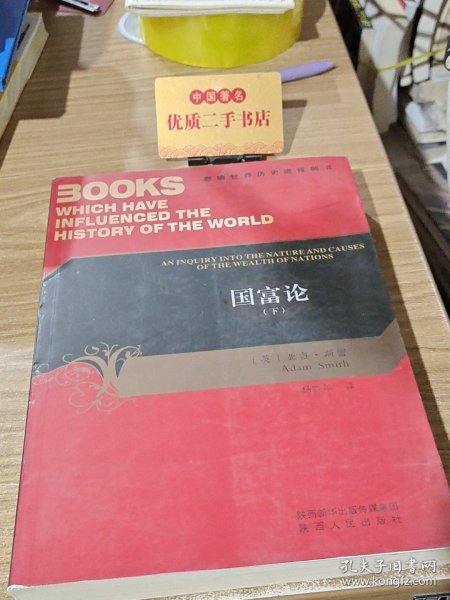 中国著名
优质二手书店
BOOKS
影响世界历史进程的书
WHICH HAVE
INFLUENCED THE
HISTORY OF THE WORLD
AN INQUIRY INTO THE NATURE AND CAUSES
OF THE WEALTH OF NATIONS
国富论
（下）
［英］亚当·斯密
Adam Smith
译
陕西新华出版传媒集团
陕西人民出版社
孔夫子旧书网
www.kongfz.com